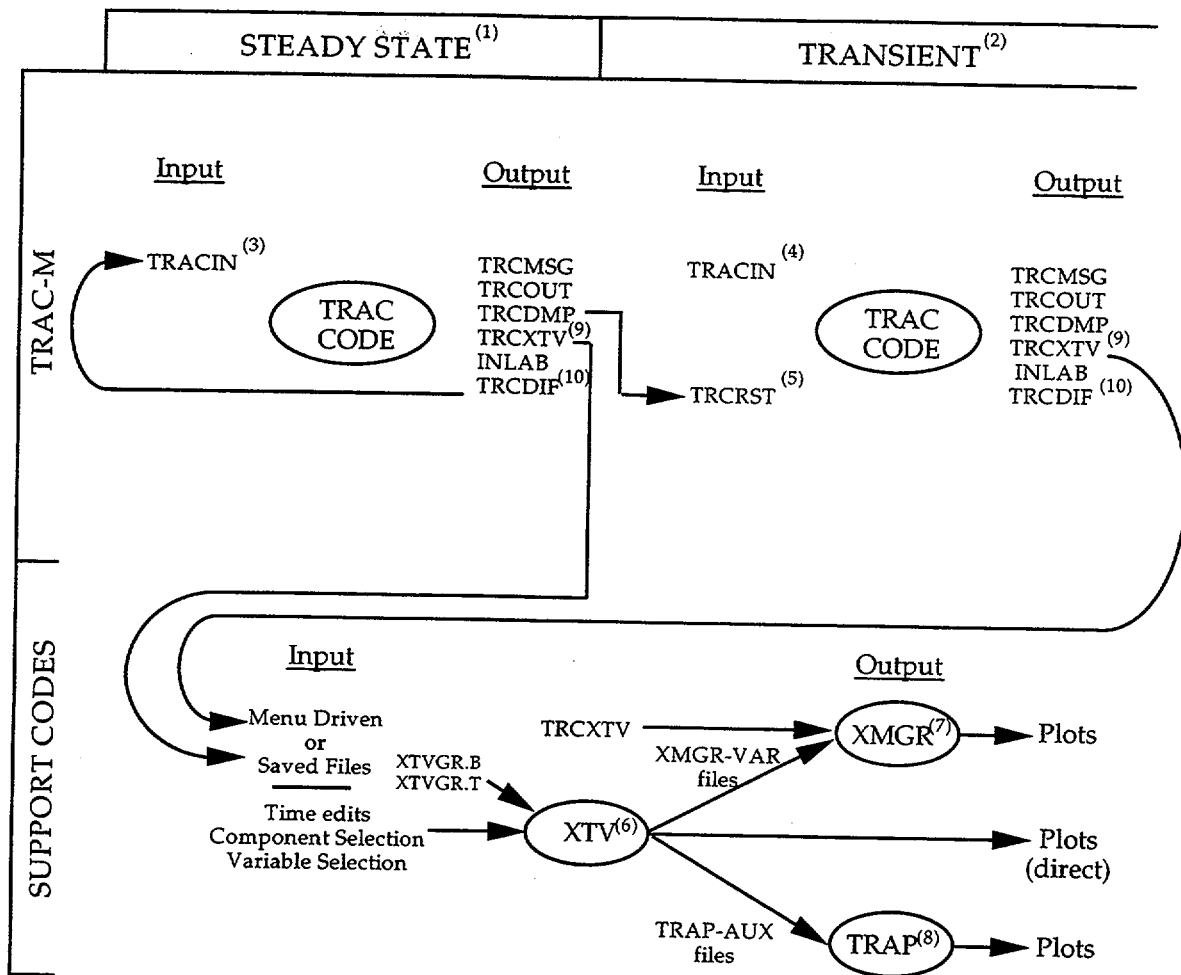 STEADY STATE (1)
TRANSIENT (2)
TRAC-M
Input
Output
Input
Output
TRACIN (3)
TRAC
CODE
TRCMSG
TRCOUT
TRCDMP
TRCXTV (9)
INLAB
TRCDIF (10)
TRACIN (4)
TRCRST (5)
TRAC
CODE
TRCMSG
TRCOUT
TRCDMP
TRCXTV (9)
INLAB
TRCDIF (10)
SUPPORT CODES
Input
Output
Menu Driven
or
Saved Files
Time edits
Component Selection
Variable Selection
XTVGR.B
XTVGR.T
TRCXTV
XMGR-VAR
files
XTV(6)
XMGR(7)
Plots
Plots
(direct)
TRAP-AUX
files
TRAP(8)
Plots